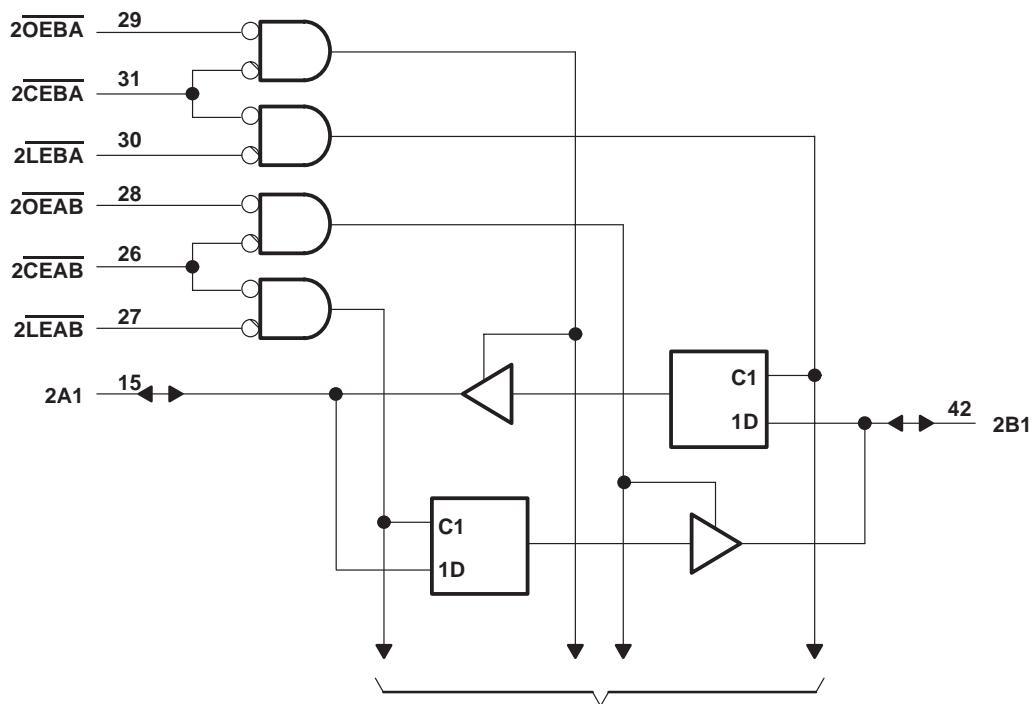 2OEBA 29
2CEBA 31
2LEBA 30
2OEAB 28
2CEAB 26
2LEAB 27
2A1 15
C1
1D
42 2B1
C1
1D